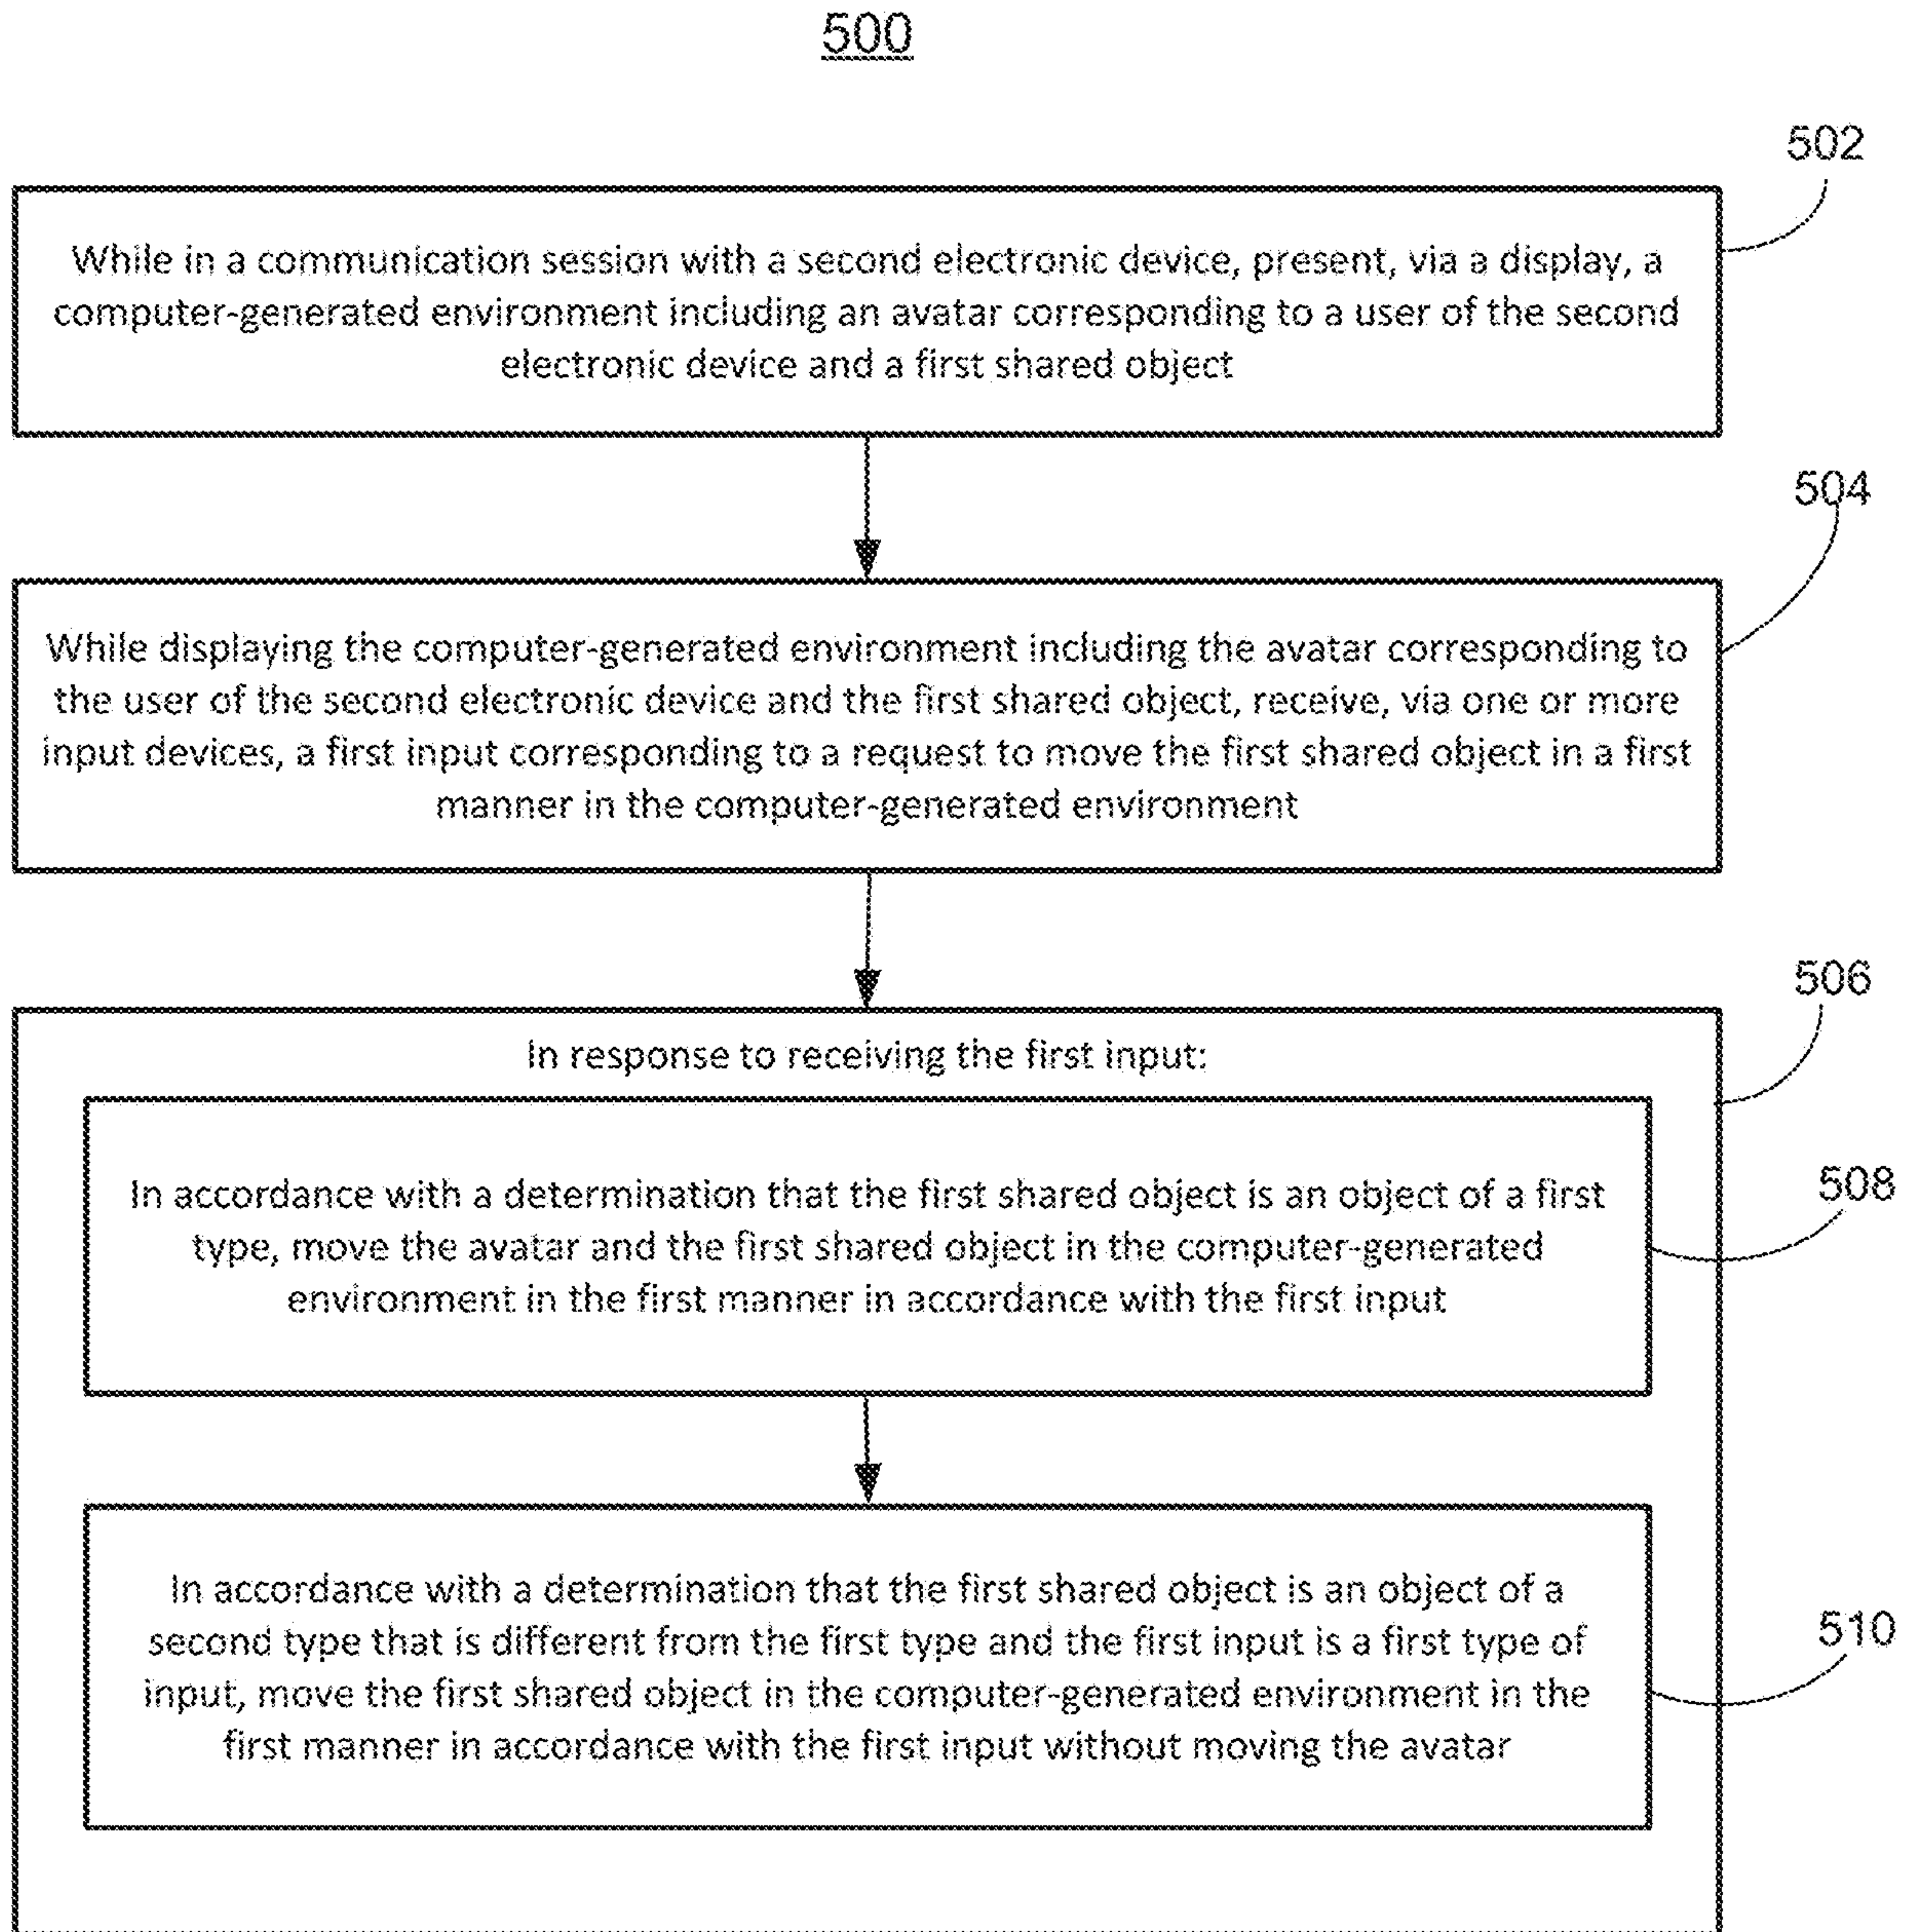 500
502
While in a communication session with a second electronic device, present, via a display, a
computer-generated environment including an avatar corresponding to a user of the second
electronic device and a first shared object
504
While displaying the computer-generated environment including the avatar corresponding to
the user of the second electronic device and the first shared object, receive, via one or more
input devices, a first input corresponding to a request to move the first shared object in a first
manner in the computer-generated environment
506
In response to receiving the first input:
508
In accordance with a determination that the first shared object is an object of a first
type, move the avatar and the first shared object in the computer-generated
environment in the first manner in accordance with the first input
510
In accordance with a determination that the first shared object is an object of a
second type that is different from the first type and the first input is a first type of
input, move the first shared object in the computer-generated environment in the
first manner in accordance with the first input without moving the avatar